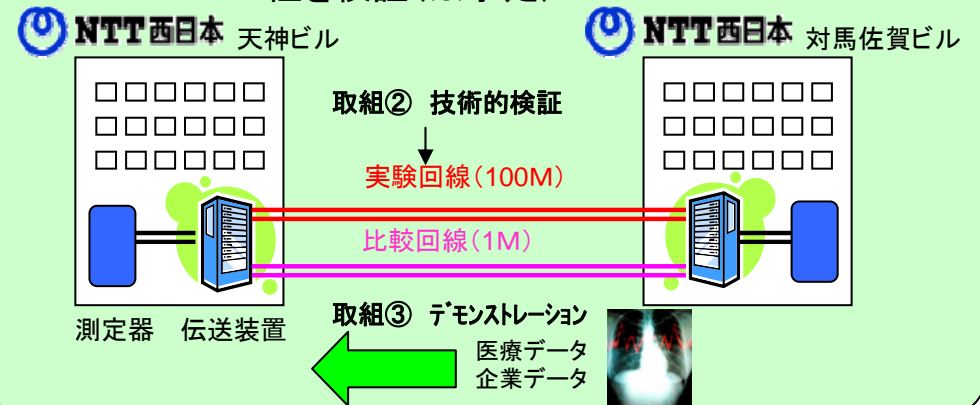 NTT西日本 天神ビル
NTT西日本 対馬佐賀ビル
取組② 技術的検証
実験回線(100M)
比較回線(1M)
測定器 伝送装置
取組③ デモンストレーション
医療データ
企業データ